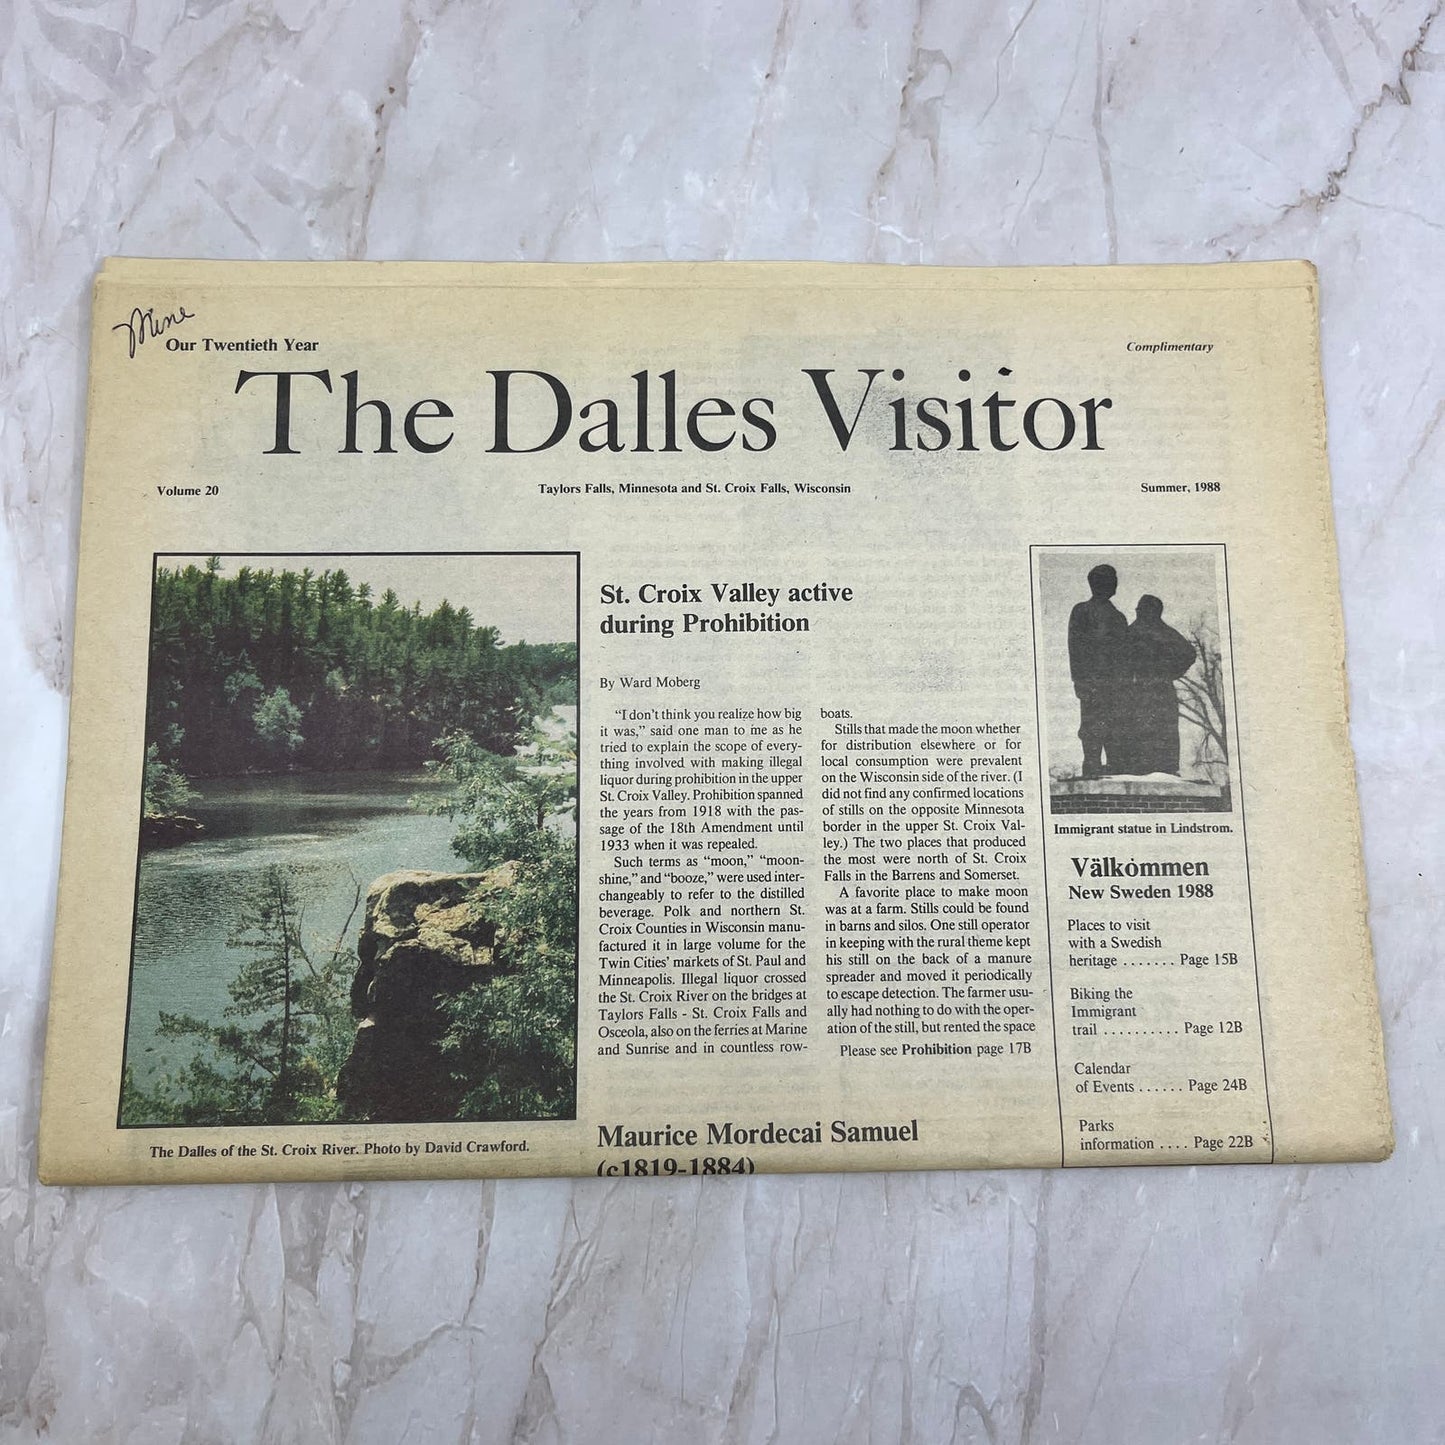 Mine
Our Twentieth Year
Complimentary
The Dalles Visitor
Volume 20
Taylors Falls, Minnesota and St. Croix Falls, Wisconsin
Summer, 1988
The Dalles of the St. Croix River. Photo by David Crawford.
St. Croix Valley active
during Prohibition
By Ward Moberg
“I don’t think you realize how big
it was,” said one man to me as he
tried to explain the scope of every-
thing involved with making illegal
liquor during prohibition in the upper
St. Croix Valley. Prohibition spanned
the years from 1918 with the pas-
sage of the 18th Amendment until
1933 when it was repealed.
Such terms as “moon,” “moon-
shine,” and “booze,” were used inter-
changeably to refer to the distilled
beverage. Polk and northern St.
Croix Counties in Wisconsin manu-
factured it in large volume for the
Twin Cities’ markets of St. Paul and
Minneapolis. Illegal liquor crossed
the St. Croix River on the bridges at
Taylors Falls - St. Croix Falls and
Osceola, also on the ferries at Marine
and Sunrise and in countless row-
boats.
Stills that made the moon whether
for distribution elsewhere or for
local consumption were prevalent
on the Wisconsin side of the river. (I
did not find any confirmed locations
of stills on the opposite Minnesota
border in the upper St. Croix Val-
ley.) The two places that produced
the most were north of St. Croix
Falls in the Barrens and Somerset.
A favorite place to make moon
was at a farm. Stills could be found
in barns and silos. One still operator
in keeping with the rural theme kept
his still on the back of a manure
spreader and moved it periodically
to escape detection. The farmer usu-
ally had nothing to do with the oper-
ation of the still, but rented the space
Please see Prohibition page 17B
Maurice Mordecai Samuel
(c1819-1884)
Immigrant statue in Lindstrom.
Välkommen
New Sweden 1988
Places to visit
with a Swedish
heritage . . . . . . . Page 15B
Biking the
Immigrant
trail . . . . . . . . . . Page 12B
Calendar
of Events . . . . . . Page 24B
Parks
information . . . . Page 22B